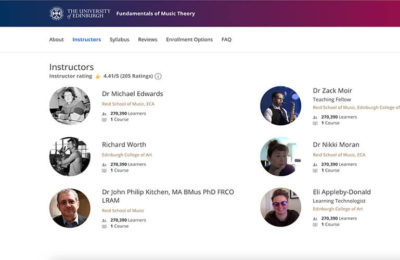 THE UNIVERSITY
of EDINBURGH
Fundamentals of Music Theory
About Instructors Syllabus Reviews Enrollment Options FAQ
Instructors
Instructor rating 4.41/5 (205 Ratings)
Dr Michael Edwards
Reid School of Music, ECA
270,390 Learners
1 Course
Dr Zack Moir
Teaching Fellow
Reid School of Music, Edinburgh College of
270,390 Learners
1 Course
Richard Worth
Edinburgh College of Art
270,390 Learners
1 Course
Dr Nikki Moran
Reid School of Music, ECA
270,390 Learners
1 Course
Dr John Philip Kitchen, MA BMus PhD FRCO
LRAM
Reid School of Music
270,390 Learners
1 Course
Eli Appleby-Donald
Learning Technologist
Edinburgh College of Art
270,390 Learners
1 Course